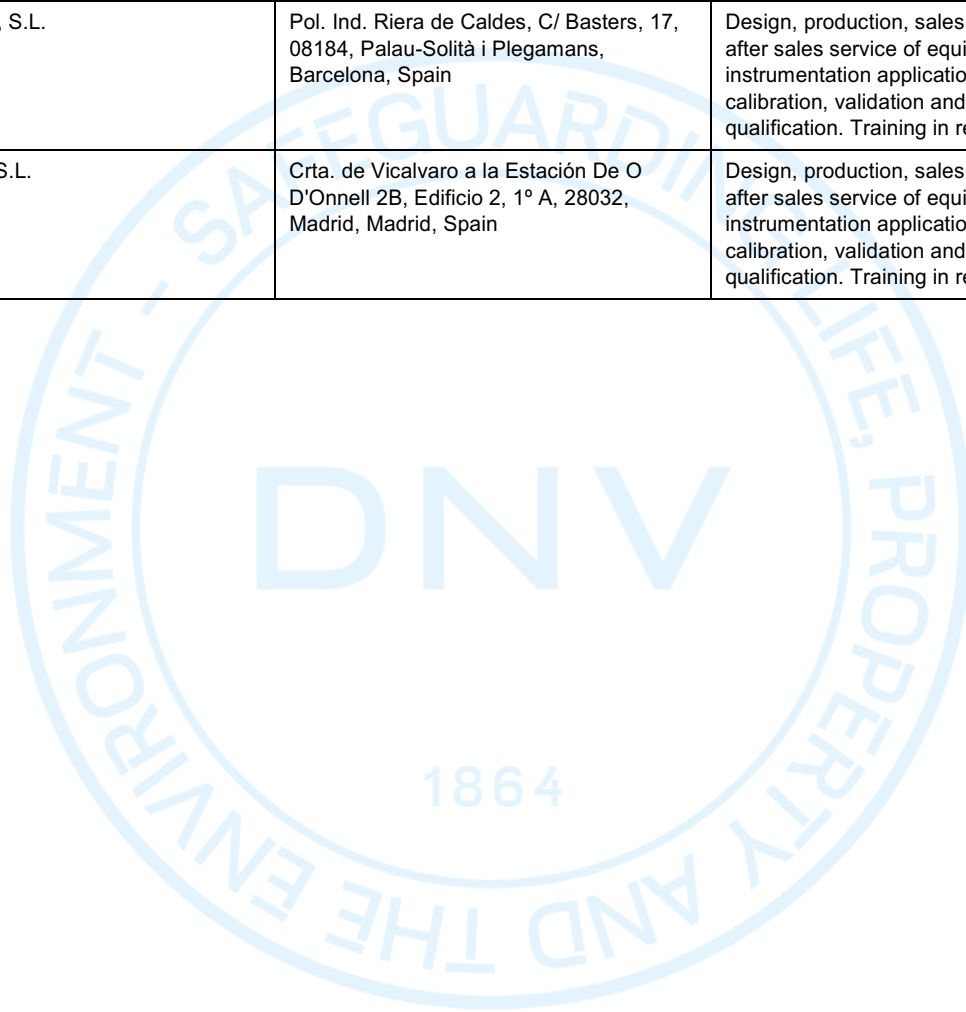 , S.L.
Pol. Ind. Riera de Caldes, C/ Basters, 17,
08184, Palau-Solità i Plegamans,
Barcelona, Spain
Design, production, sales
after sales service of equi
instrumentation applicatio
calibration, validation and
qualification. Training in re
S.L.
Crta. de Vicalvaro a la Estación De O
D'Onnell 2B, Edificio 2, 1º A, 28032,
Madrid, Madrid, Spain
Design, production, sales
after sales service of equi
instrumentation applicatio
calibration, validation and
qualification. Training in re
SAFEGUARDING LIFE, PROPERTY AND THE ENVIRONMENT -
DNV
1864